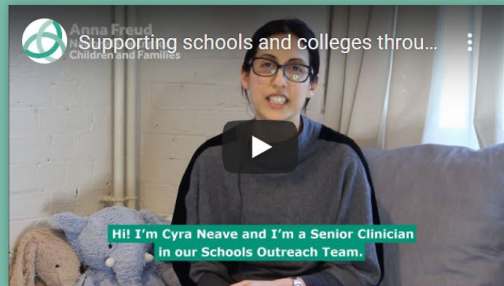 Anna Freud
Supporting schools and colleges throu...
Children and Families
Hi! I'm Cyra Neave and I'm a Senior Clinician
in our Schools Outreach Team.